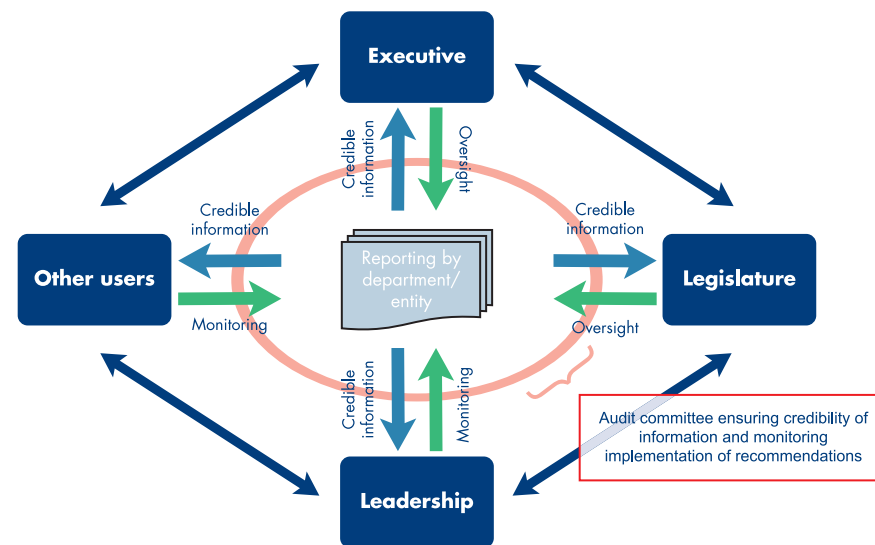 Executive
Credible
information
Oversight
Credible
information
Credible
information
Other users
Reporting by
department/
entity
Legislature
Monitoring
Oversight
Credible
information
Monitoring
Audit committee ensuring credibility of
information and monitoring
implementation of recommendations
Leadership